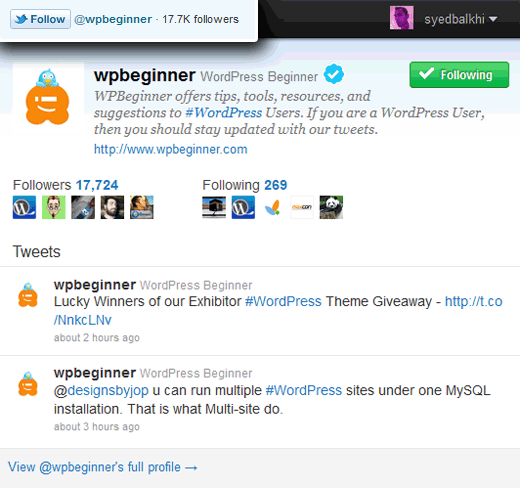 Follow @wpbeginner · 17.7K followers
syedbalkhi
wpbeginner WordPress Beginner
Following
WPBeginner offers tips, tools, resources, and
suggestions to #WordPress Users. If you are a WordPress User,
then you should stay updated with our tweets.
http://www.wpbeginner.com
Followers 17,724
Following 269
Tweets
wpbeginner WordPress Beginner
Lucky Winners of our Exhibitor #WordPress Theme Giveaway - http://t.co
/NnkcLNv
about 2 hours ago
wpbeginner WordPress Beginner
@designsbyjop u can run multiple #WordPress sites under one MySQL
installation. That is what Multi-site do.
about 3 hours ago
View @wpbeginner's full profile →